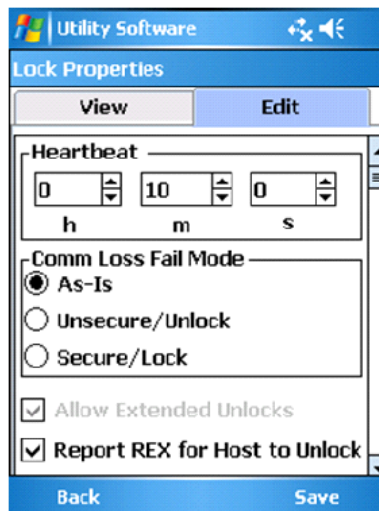 Utility Software
Lock Properties
View Edit
Heartbeat
0 10 0
h m s
Comm Loss Fail Mode
As-Is
Unsecure/Unlock
Secure/Lock
Allow Extended Unlocks
Report REX for Host to Unlock
Back Save